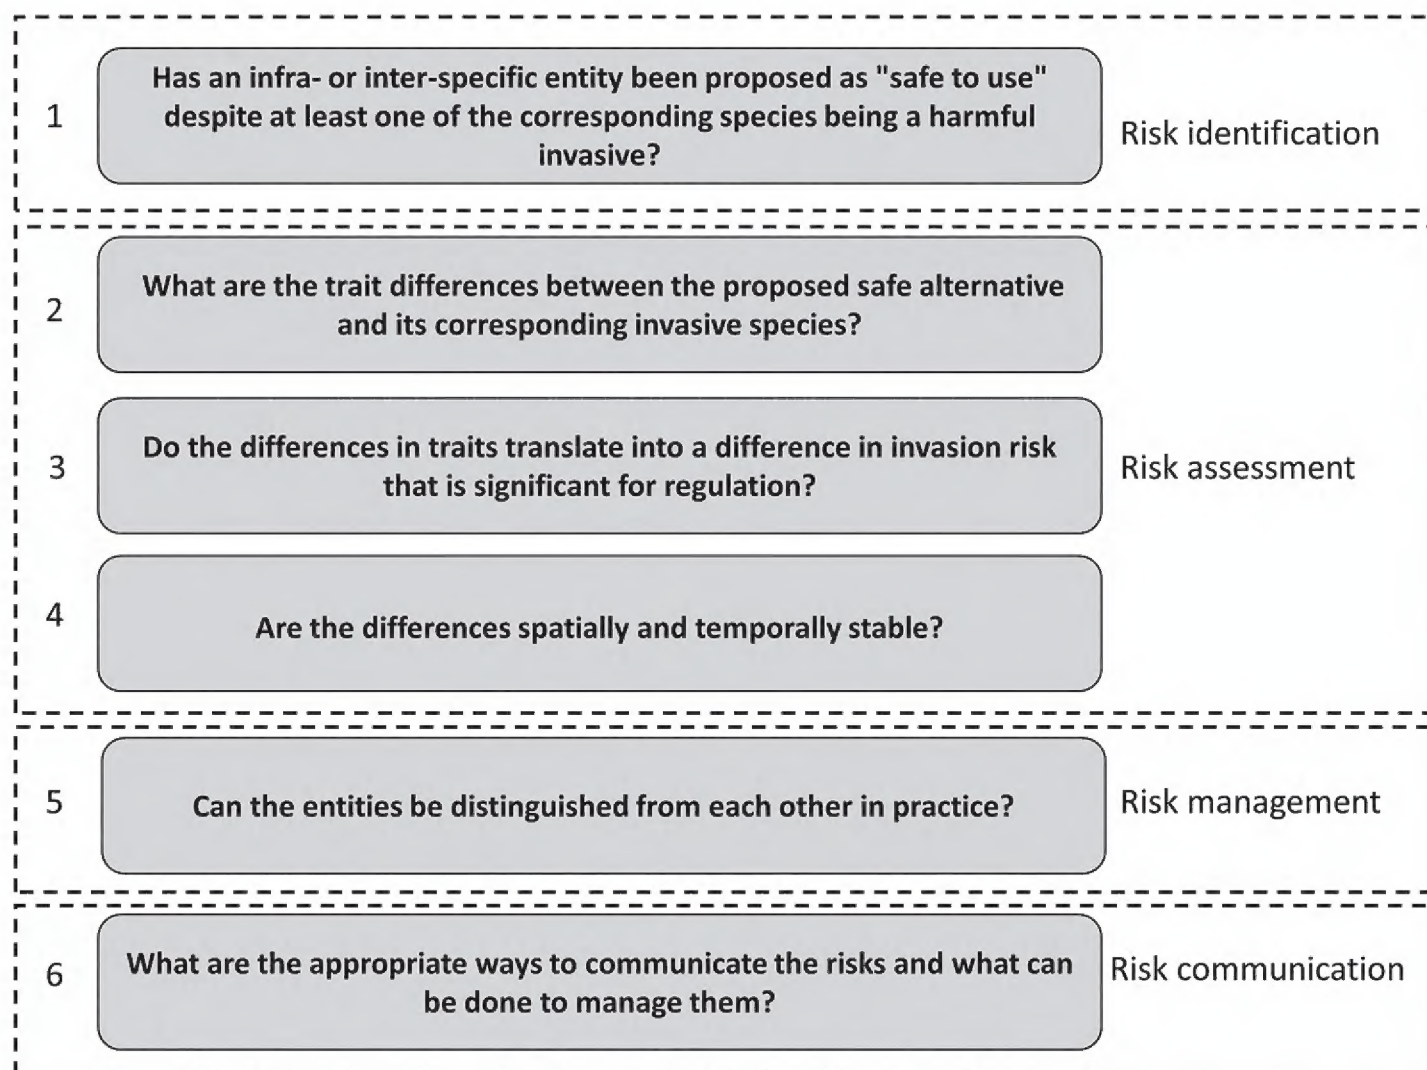 1
Has an infra- or inter-specific entity been proposed as "safe to use"
despite at least one of the corresponding species being a harmful
invasive?
Risk identification
2
What are the trait differences between the proposed safe alternative
and its corresponding invasive species?
3
Do the differences in traits translate into a difference in invasion risk
that is significant for regulation?
Risk assessment
4
Are the differences spatially and temporally stable?
5
Can the entities be distinguished from each other in practice?
Risk management
6
What are the appropriate ways to communicate the risks and what can
be done to manage them?
Risk communication